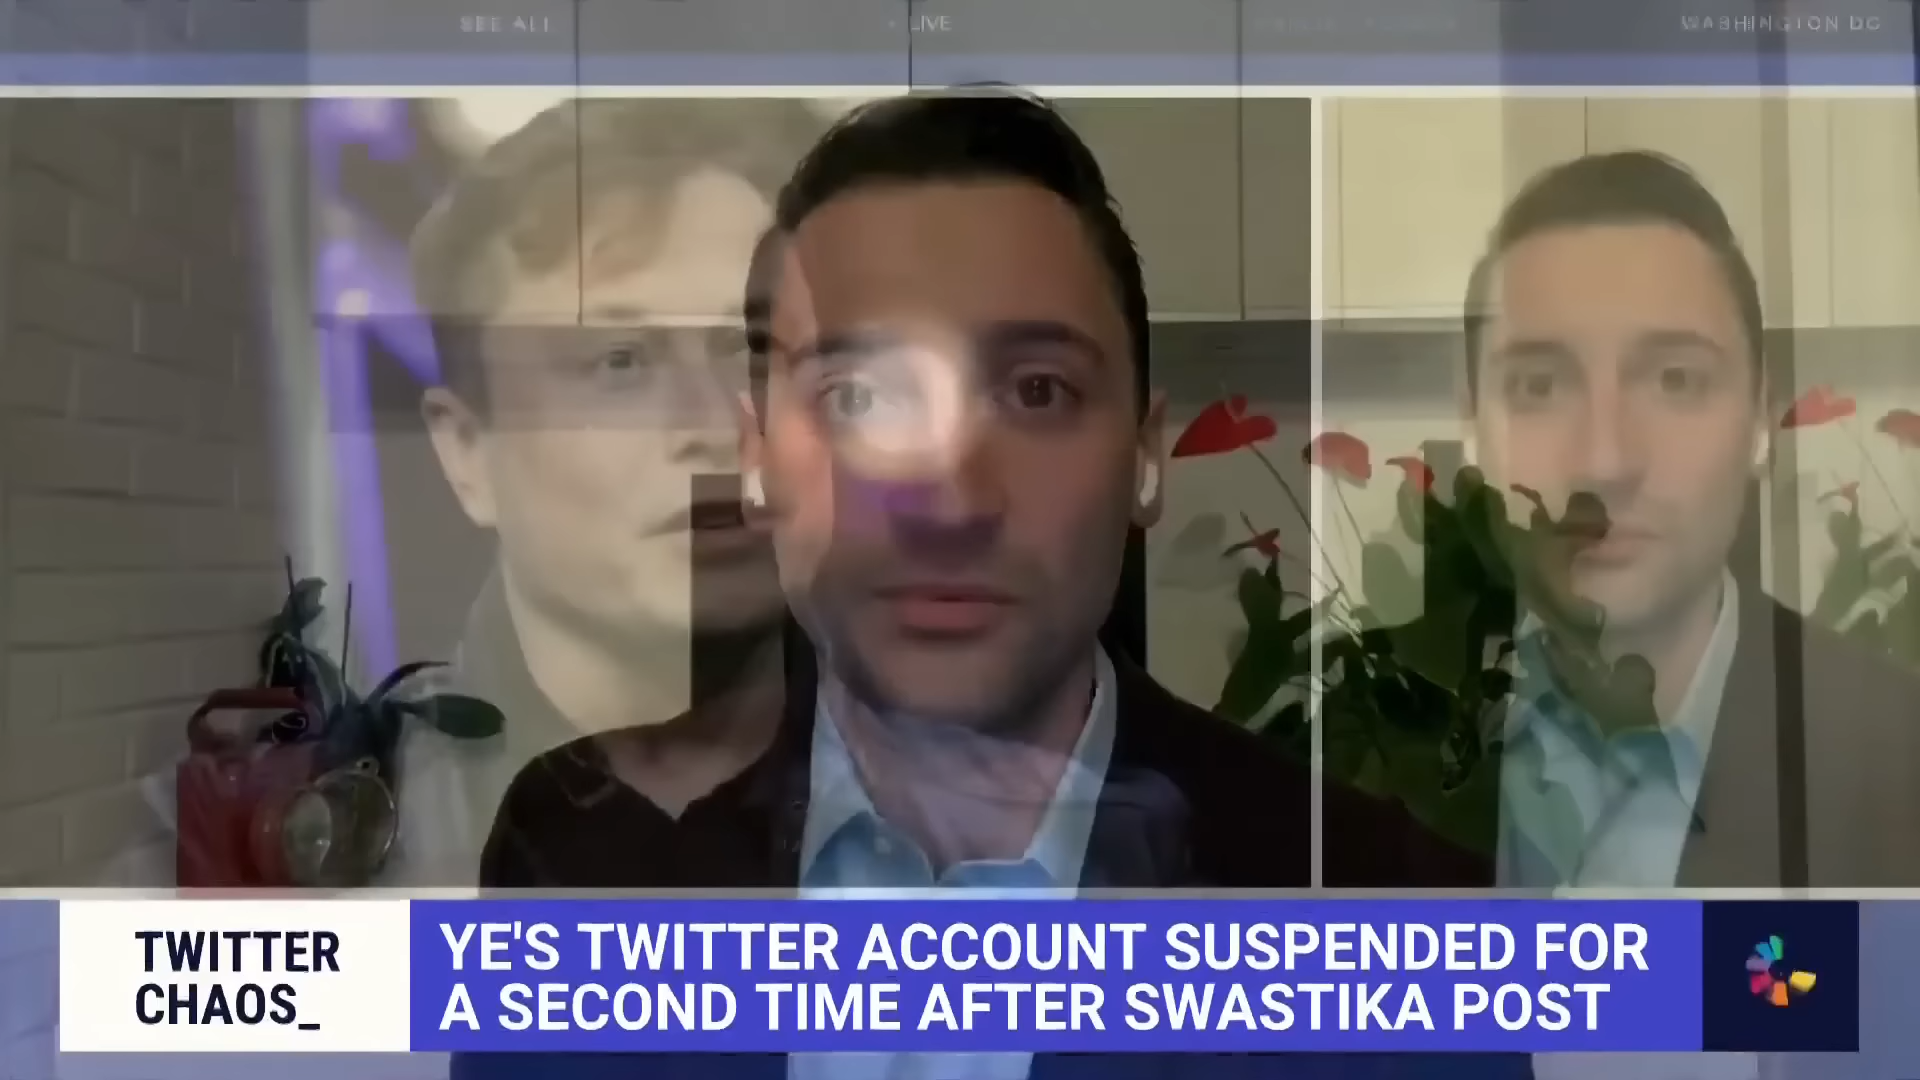 SEE ALL
LIVE
WASHINGTON DC
TWITTER
CHAOS_
YE'S TWITTER ACCOUNT SUSPENDED FOR
A SECOND TIME AFTER SWASTIKA POST